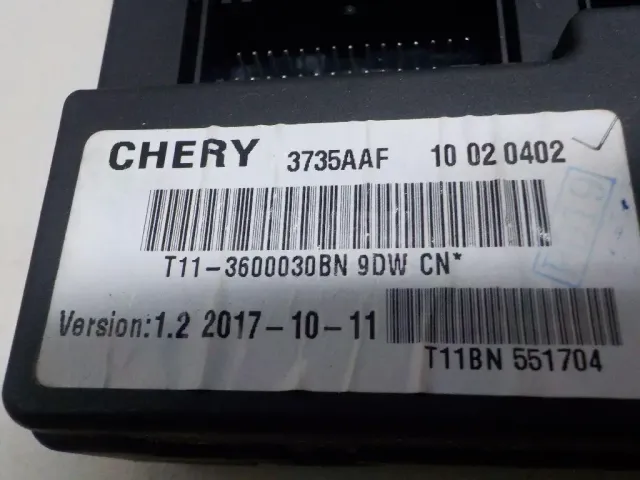 CHERY 3735AAF 10 02 0402
T11-3600030BN 9DW CN*
Version:1.2 2017-10-11
T11BN 551704